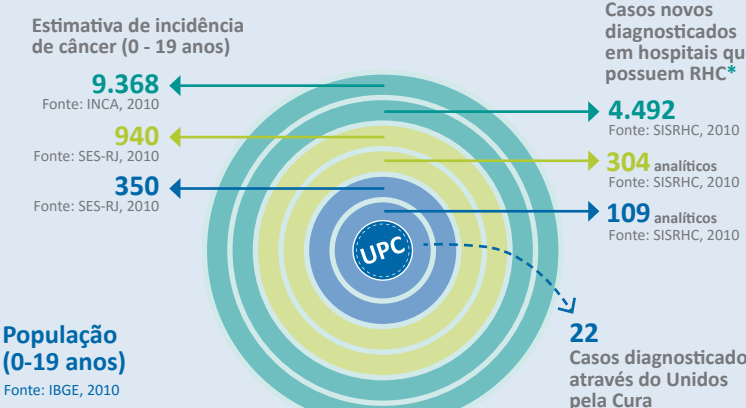 Estimativa de incidência
de câncer (0 - 19 anos)
9.368
Fonte: INCA, 2010
940
Fonte: SES-RJ, 2010
350
Fonte: SES-RJ, 2010
Casos novos
diagnosticados
em hospitais qu
possuem RHC*
4.492
Fonte: SISRHC, 2010
304 analíticos
Fonte: SISRHC, 2010
109 analíticos
Fonte: SISRHC, 2010
UPC
22
Casos diagnosticado
através do Unidos
pela Cura
População
(0-19 anos)
Fonte: IBGE, 2010